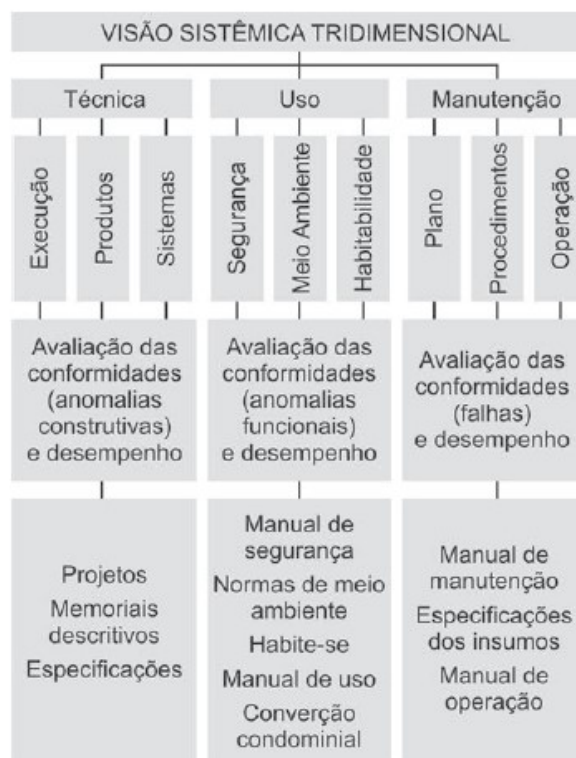 VISÃO SISTÊMICA TRIDIMENSIONAL
Técnica
Uso
Manutenção
Execução
Produtos
Sistemas
Segurança
Meio Ambiente
Habitabilidade
Plano
Procedimentos
Operação
Avaliação das
conformidades
(anomalias
construtivas)
e desempenho
Avaliação das
conformidades
(anomalias
funcionais)
e desempenho
Avaliação das
conformidades
(falhas)
e desempenho
Projetos
Memoriais
descritivos
Especificações
Manual de
segurança
Normas de meio
ambiente
Habite-se
Manual de uso
Converção
condominial
Manual de
manutenção
Especificações
dos insumos
Manual de
operação